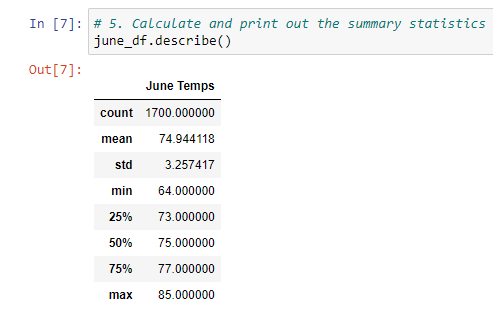 In [7]: # 5. Calculate and print out the summary statistics
june_df.describe()
Out[7]:
June Temps
count 1700.000000
mean 74.944118
std 3.257417
min 64.000000
25% 73.000000
50% 75.000000
75% 77.000000
max 85.000000